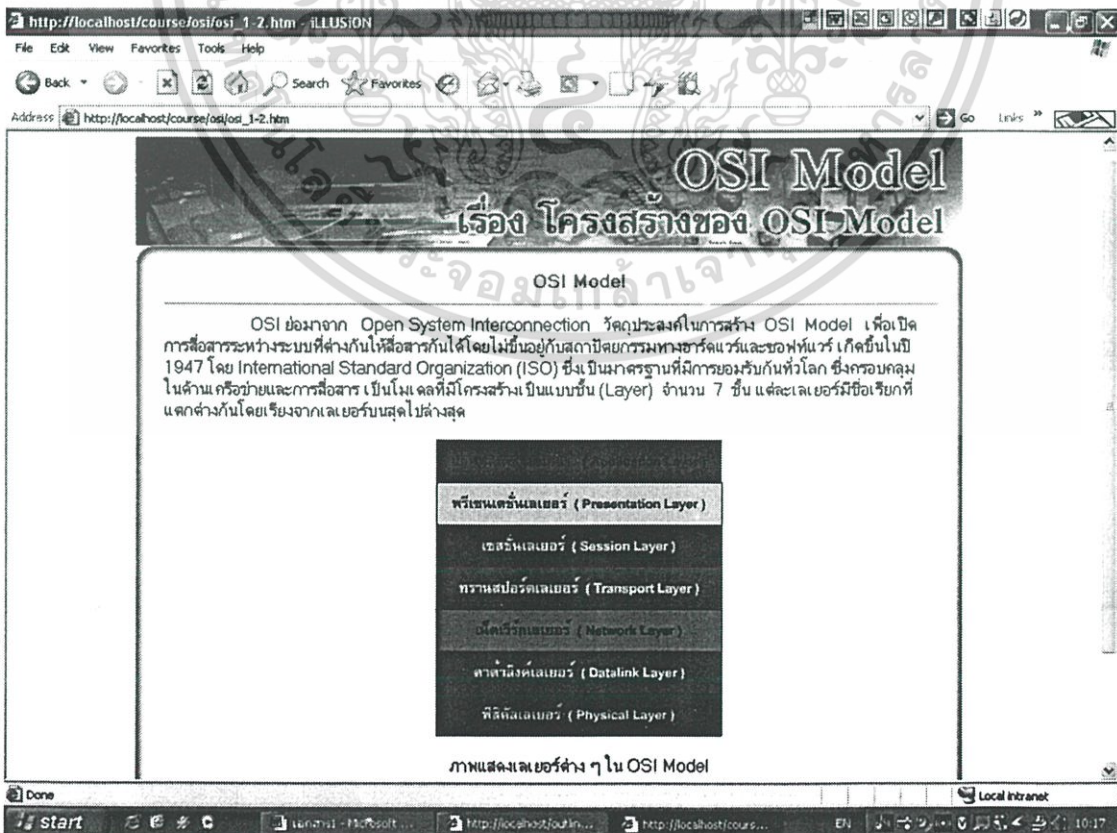 http://localhost/course/osi/osi_1-2.htm - iLLUSiON
File Edit View Favorites Tools Help
Back Search Favorites
Address http://localhost/course/osi/osi_1-2.htm Go Links »
OSI Model
เรื่อง โครงสร้างของ OSI Model
OSI Model
OSI ย่อมาจาก Open System Interconnection วัตถุประสงค์ในการสร้าง OSI Model เพื่อเปิด
การสื่อสารระหว่างระบบที่ต่างกันให้สื่อสารกันได้โดยไม่ขึ้นอยู่กับสถาปัตยกรรมทางฮาร์ดแวร์และซอฟท์แวร์ เกิดขึ้นในปี
1947 โดย International Standard Organization (ISO) ซึ่งเป็นมาตรฐานที่มีการยอมรับกันทั่วโลก ซึ่งครอบคลุม
ในด้านเครือข่ายและการสื่อสาร เป็นโมเดลที่มีโครงสร้างเป็นแบบชั้น (Layer) จำนวน 7 ชั้น แต่ละเลเยอร์มีชื่อเรียกที่
แตกต่างกันโดยเรียงจากเลเยอร์บนสุดไปล่างสุด
(Application Layer)
พรีเซนเตชั่นเลเยอร์ ( Presentation Layer )
เซสชั่นเลเยอร์ ( Session Layer )
ทรานสปอร์ตเลเยอร์ ( Transport Layer )
เน็ตเวิร์กเลเยอร์ ( Network Layer )
ดาต้าลิงค์เลเยอร์ ( Datalink Layer )
ฟิสิคัลเลเยอร์ ( Physical Layer )
ภาพแสดงเลเยอร์ต่าง ๆ ใน OSI Model
Done Local intranet
start เอกสาร1 - Microsoft ... http://localhost/outlin... http://localhost/cours... EN 10:17